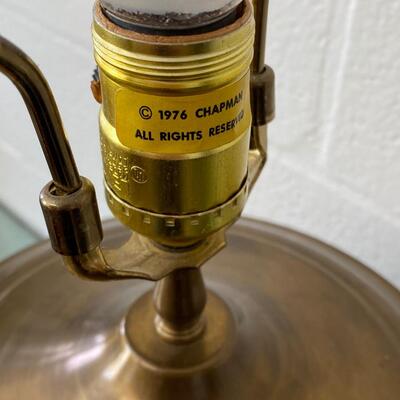 © 1976 CHAPMAN
ALL RIGHTS RESERVED